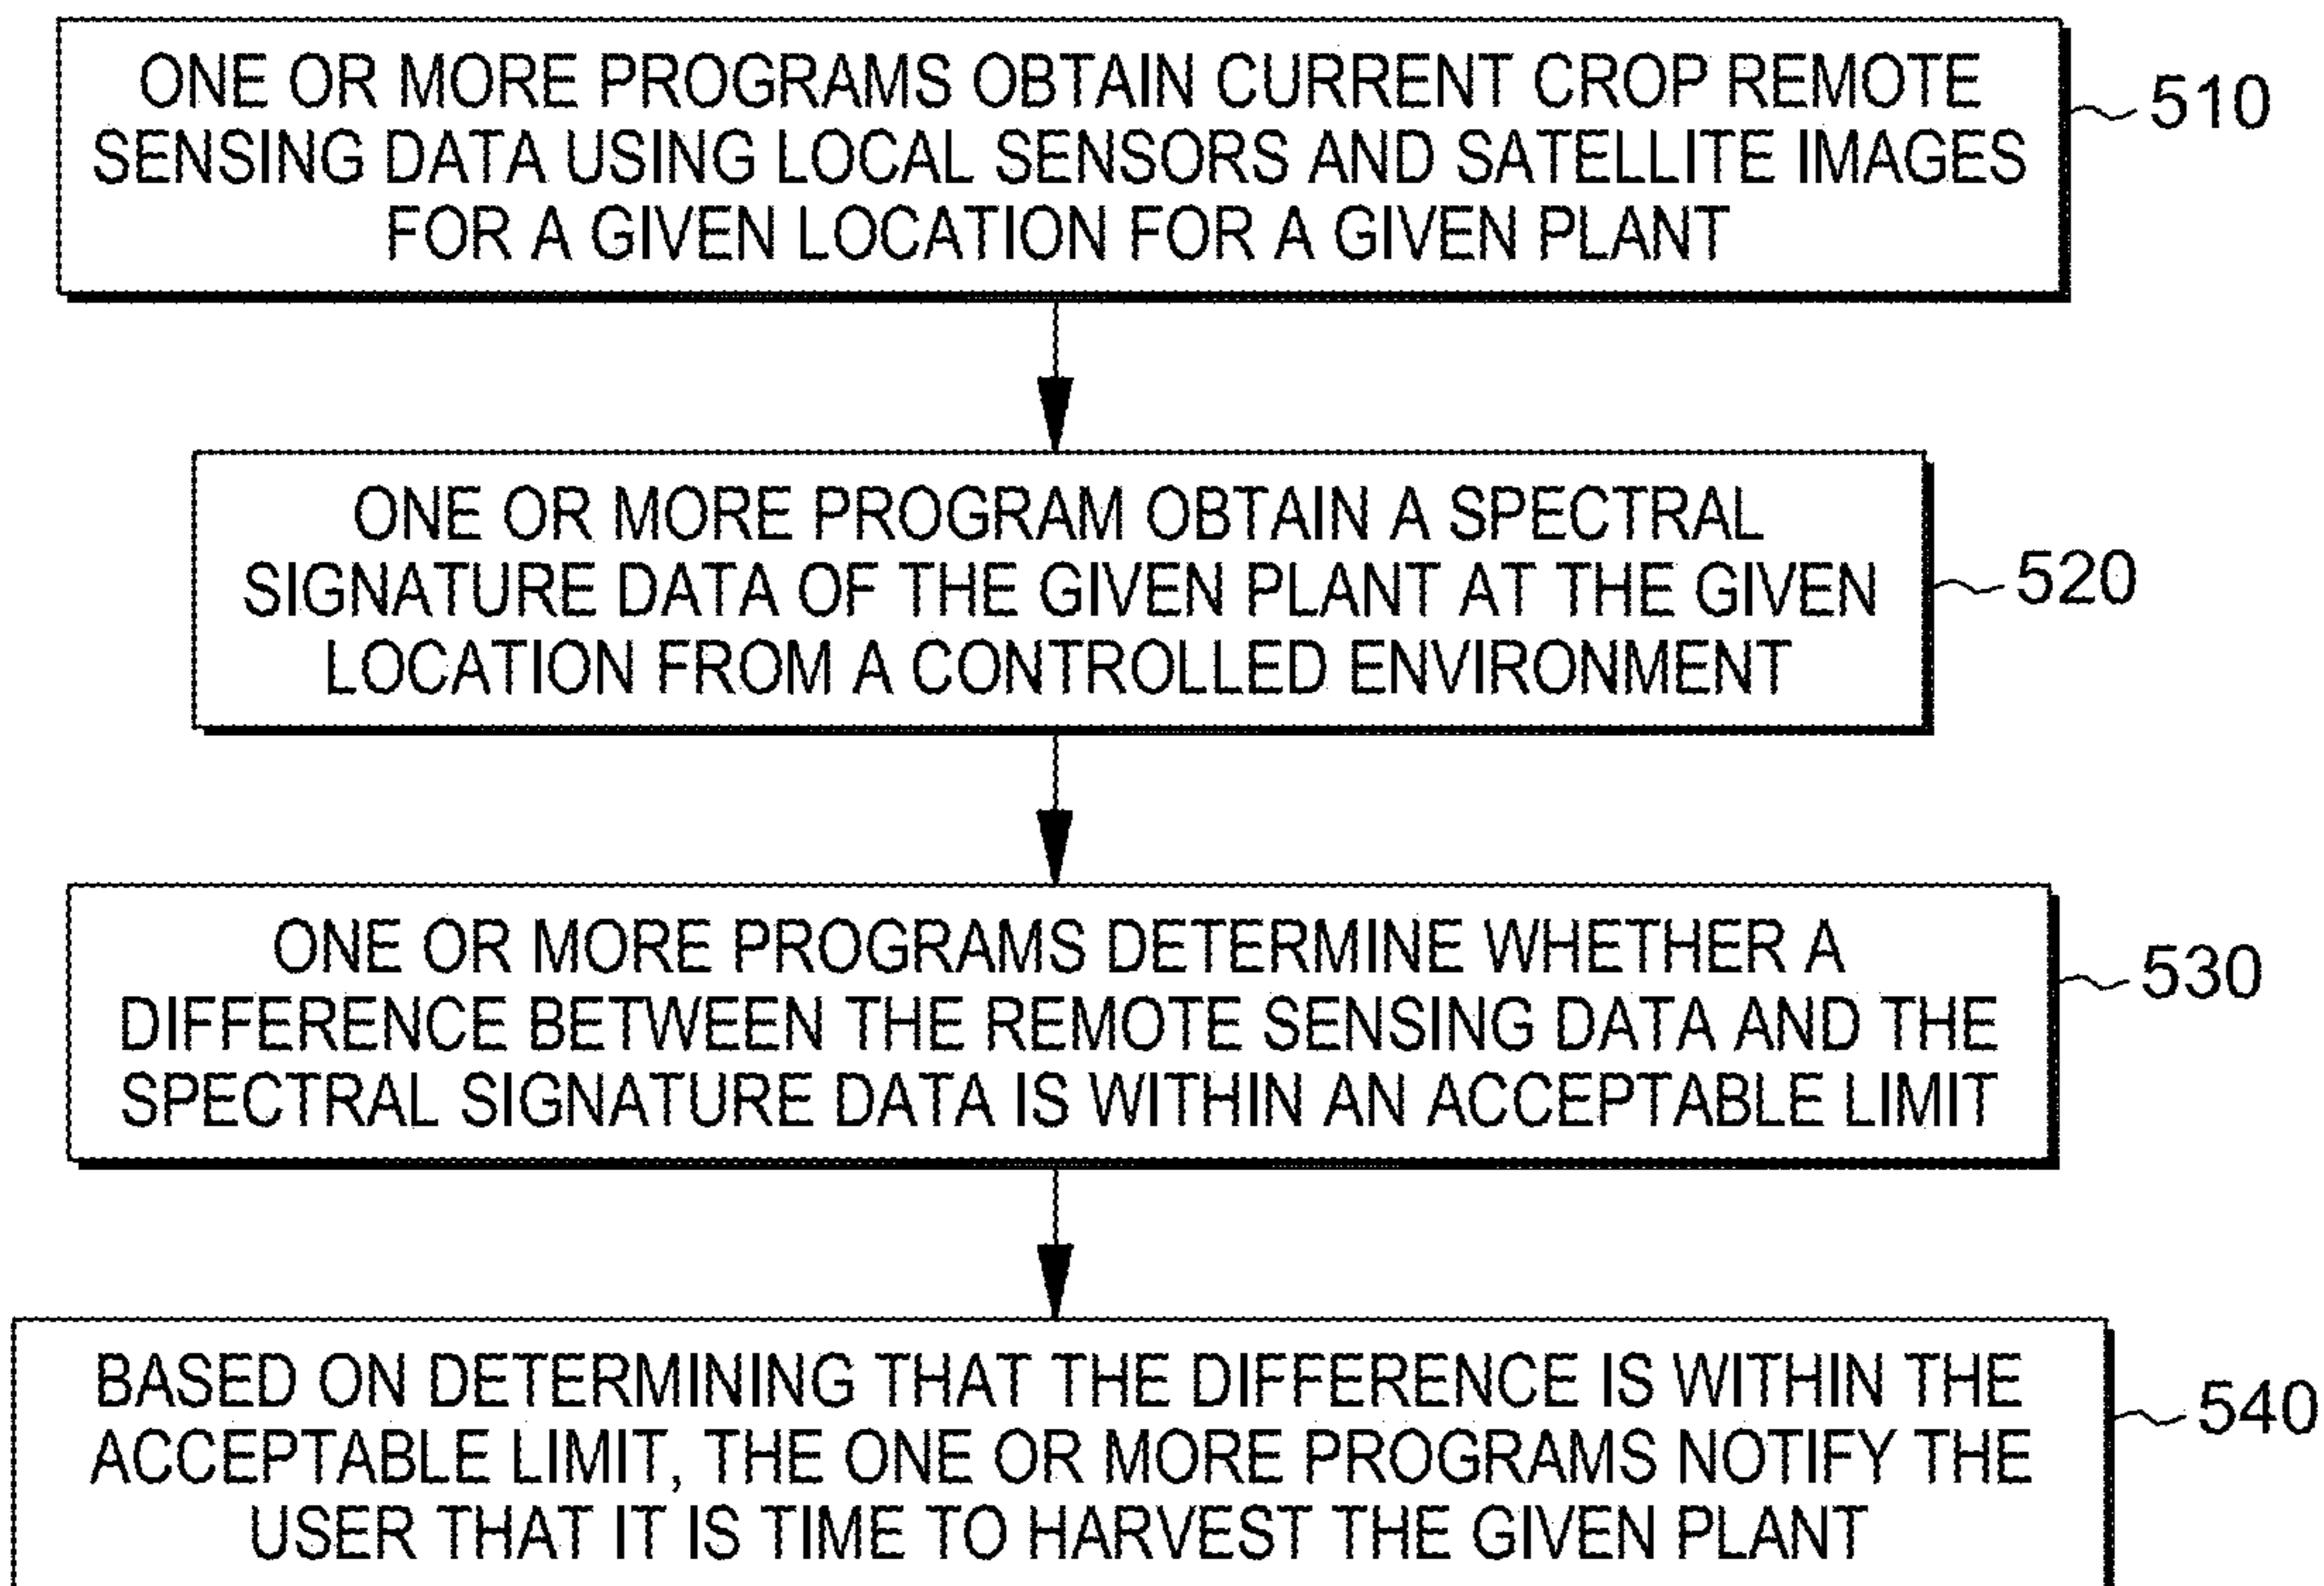 ONE OR MORE PROGRAMS OBTAIN CURRENT CROP REMOTE
SENSING DATA USING LOCAL SENSORS AND SATELLITE IMAGES
FOR A GIVEN LOCATION FOR A GIVEN PLANT
510
ONE OR MORE PROGRAM OBTAIN A SPECTRAL
SIGNATURE DATA OF THE GIVEN PLANT AT THE GIVEN
LOCATION FROM A CONTROLLED ENVIRONMENT
520
ONE OR MORE PROGRAMS DETERMINE WHETHER A
DIFFERENCE BETWEEN THE REMOTE SENSING DATA AND THE
SPECTRAL SIGNATURE DATA IS WITHIN AN ACCEPTABLE LIMIT
530
BASED ON DETERMINING THAT THE DIFFERENCE IS WITHIN THE
ACCEPTABLE LIMIT, THE ONE OR MORE PROGRAMS NOTIFY THE
USER THAT IT IS TIME TO HARVEST THE GIVEN PLANT
540